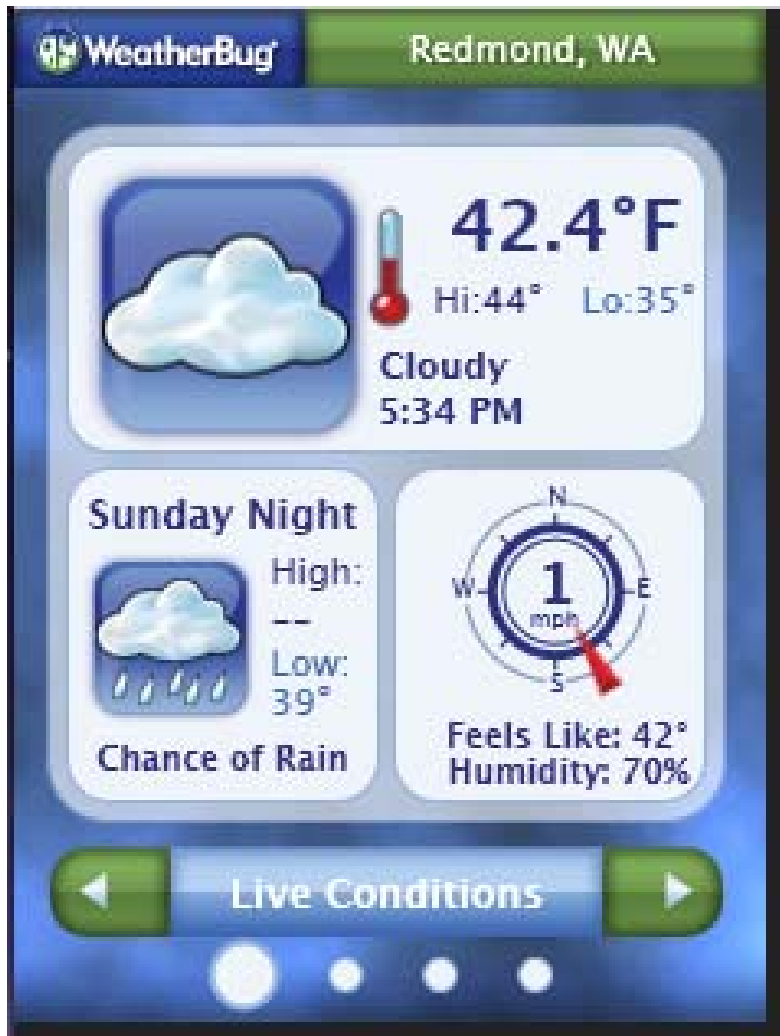 WeatherBug
Redmond, WA
42.4°F
Hi:44° Lo:35°
Cloudy
5:34 PM
Sunday Night
High:
--
Low:
39°
Chance of Rain
N
W
E
S
1
mph
Feels Like: 42°
Humidity: 70%
Live Conditions